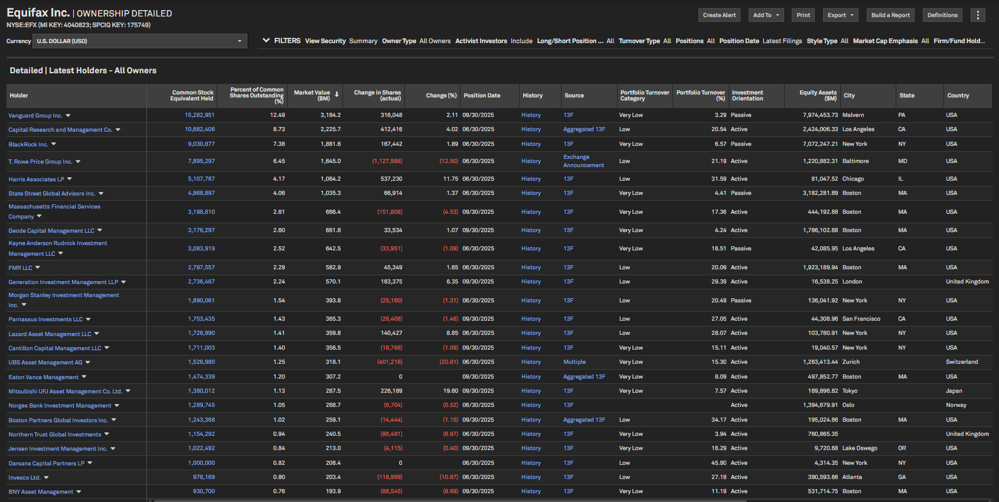 Equifax Inc. | OWNERSHIP DETAILED
NYSE:EFX (MI KEY: 4040823; SPCIQ KEY: 175749)
Create Alert Add To Print Export Build a Report Definitions
Currency U.S. DOLLAR (USD)
FILTERS View Security Summary Owner Type All Owners Activist Investors Include Long/Short Position ... All Turnover Type All Positions All Position Date Latest Filings Style Type All Market Cap Emphasis All Firm/Fund Hold...
Detailed | Latest Holders - All Owners
Holder Common Stock Equivalent Held Percent of Common Shares Outstanding (%) Market Value ($M) Change in Shares (actual) Change (%) Position Date History Source Portfolio Turnover Category Portfolio Turnover (%) Investment Orientation Equity Assets ($M) City State Country
Vanguard Group Inc. 15,282,951 12.49 3,184.2 316,048 2.11 09/30/2025 History 13F Very Low 3.29 Passive 7,974,453.73 Malvern PA USA
Capital Research and Management Co. 10,682,406 8.73 2,225.7 412,416 4.02 06/30/2025 History Aggregated 13F Low 20.54 Active 2,424,006.33 Los Angeles CA USA
BlackRock Inc. 9,030,877 7.38 1,881.6 167,442 1.89 06/30/2025 History 13F Very Low 6.57 Passive 7,072,247.21 New York NY USA
T. Rowe Price Group Inc. 7,895,297 6.45 1,645.0 (1,127,988) (12.50) 06/30/2025 History Exchange Announcement Low 21.19 Active 1,220,882.31 Baltimore MD USA
Harris Associates LP 5,107,787 4.17 1,064.2 537,230 11.75 06/30/2025 History 13F Low 31.59 Active 81,047.52 Chicago IL USA
State Street Global Advisors Inc. 4,968,897 4.06 1,035.3 66,914 1.37 06/30/2025 History 13F Very Low 4.41 Passive 3,182,281.89 Boston MA USA
Massachusetts Financial Services Company 3,198,610 2.61 666.4 (151,808) (4.53) 09/30/2025 History 13F Very Low 17.36 Active 444,192.88 Boston MA USA
Geode Capital Management LLC 3,176,297 2.60 661.8 33,534 1.07 09/30/2025 History 13F Very Low 4.24 Active 1,786,102.68 Boston MA USA
Kayne Anderson Rudnick Investment Management LLC 3,083,919 2.52 642.5 (33,951) (1.09) 06/30/2025 History 13F Very Low 16.51 Passive 42,085.95 Los Angeles CA USA
FMR LLC 2,797,557 2.29 582.9 45,349 1.65 06/30/2025 History 13F Low 20.09 Active 1,923,189.94 Boston MA USA
Generation Investment Management LLP 2,736,467 2.24 570.1 163,375 6.35 06/30/2025 History 13F Low 29.39 Active 16,538.25 London United Kingdom
Morgan Stanley Investment Management Inc. 1,890,061 1.54 393.8 (25,160) (1.31) 06/30/2025 History 13F Low 20.49 Passive 136,041.92 New York NY USA
Parnassus Investments LLC 1,753,435 1.43 365.3 (26,408) (1.48) 09/30/2025 History 13F Low 27.05 Active 44,308.96 San Francisco CA USA
Lazard Asset Management LLC 1,726,990 1.41 359.8 140,427 8.85 06/30/2025 History 13F Low 28.07 Active 103,780.91 New York NY USA
Cantillon Capital Management LLC 1,711,003 1.40 356.5 (18,768) (1.09) 06/30/2025 History 13F Very Low 15.11 Active 19,040.57 New York NY USA
UBS Asset Management AG 1,526,980 1.25 318.1 (401,216) (20.81) 06/30/2025 History Multiple Very Low 15.30 Active 1,263,413.44 Zurich Switzerland
Eaton Vance Management 1,474,339 1.20 307.2 0 09/30/2025 History Aggregated 13F Very Low 8.09 Active 497,852.77 Boston MA USA
Mitsubishi UFJ Asset Management Co. Ltd. 1,380,012 1.13 287.5 226,189 19.60 09/30/2025 History 13F Very Low 7.57 Active 169,696.82 Tokyo Japan
Norges Bank Investment Management 1,289,745 1.05 268.7 (6,704) (0.52) 06/30/2025 History 13F Active 1,394,679.91 Oslo Norway
Boston Partners Global Investors Inc. 1,243,368 1.02 259.1 (14,444) (1.15) 09/30/2025 History Aggregated 13F Low 34.17 Active 195,024.66 Boston MA USA
Northern Trust Global Investments 1,154,292 0.94 240.5 (86,491) (6.97) 09/30/2025 History 13F Very Low 3.94 Active 760,865.35 United Kingdom
Jensen Investment Management Inc. 1,022,492 0.84 213.0 (4,115) (0.40) 09/30/2025 History 13F Very Low 16.29 Active 9,720.68 Lake Oswego OR USA
Darsana Capital Partners LP 1,000,000 0.82 208.4 0 06/30/2025 History 13F Low 45.80 Active 4,314.35 New York NY USA
Invesco Ltd. 976,169 0.80 203.4 (118,999) (10.87) 06/30/2025 History 13F Low 27.18 Active 390,593.66 Atlanta GA USA
BNY Asset Management 930,700 0.76 193.9 (88,545) (8.69) 09/30/2025 History 13F Very Low 11.19 Active 531,714.75 Boston MA USA